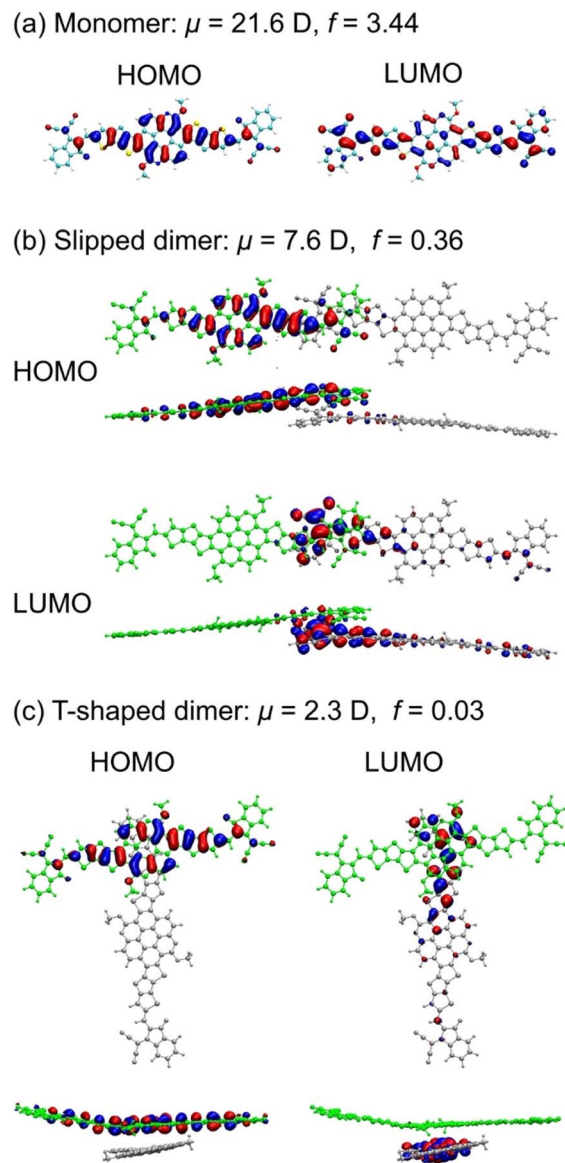 (a) Monomer: μ = 21.6 D, f = 3.44
HOMO LUMO
(b) Slipped dimer: μ = 7.6 D, f = 0.36
HOMO
LUMO
(c) T-shaped dimer: μ = 2.3 D, f = 0.03
HOMO LUMO